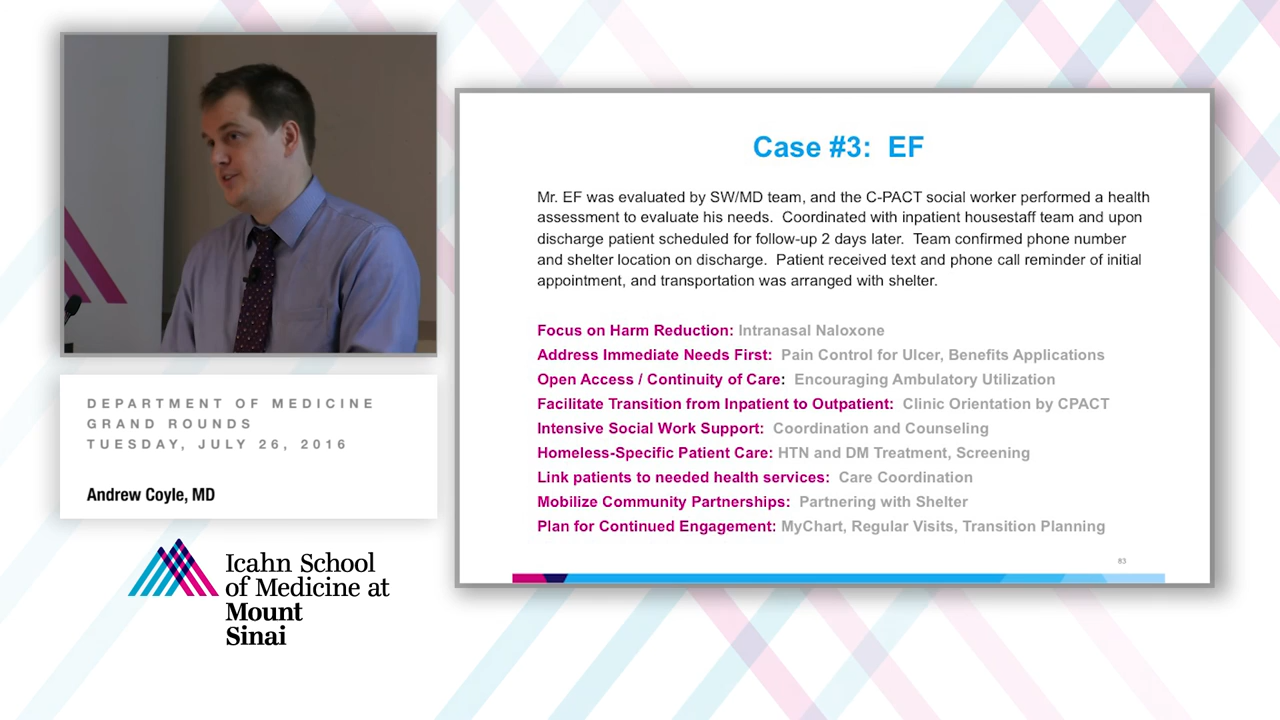 DEPARTMENT OF MEDICINE
GRAND ROUNDS
TUESDAY, JULY 26, 2016
Andrew Coyle, MD
Icahn School
of Medicine at
Mount
Sinai
Case #3: EF
Mr. EF was evaluated by SW/MD team, and the C-PACT social worker performed a health
assessment to evaluate his needs. Coordinated with inpatient housestaff team and upon
discharge patient scheduled for follow-up 2 days later. Team confirmed phone number
and shelter location on discharge. Patient received text and phone call reminder of initial
appointment, and transportation was arranged with shelter.
Focus on Harm Reduction: Intranasal Naloxone
Address Immediate Needs First: Pain Control for Ulcer, Benefits Applications
Open Access / Continuity of Care: Encouraging Ambulatory Utilization
Facilitate Transition from Inpatient to Outpatient: Clinic Orientation by CPACT
Intensive Social Work Support: Coordination and Counseling
Homeless-Specific Patient Care: HTN and DM Treatment, Screening
Link patients to needed health services: Care Coordination
Mobilize Community Partnerships: Partnering with Shelter
Plan for Continued Engagement: MyChart, Regular Visits, Transition Planning
83